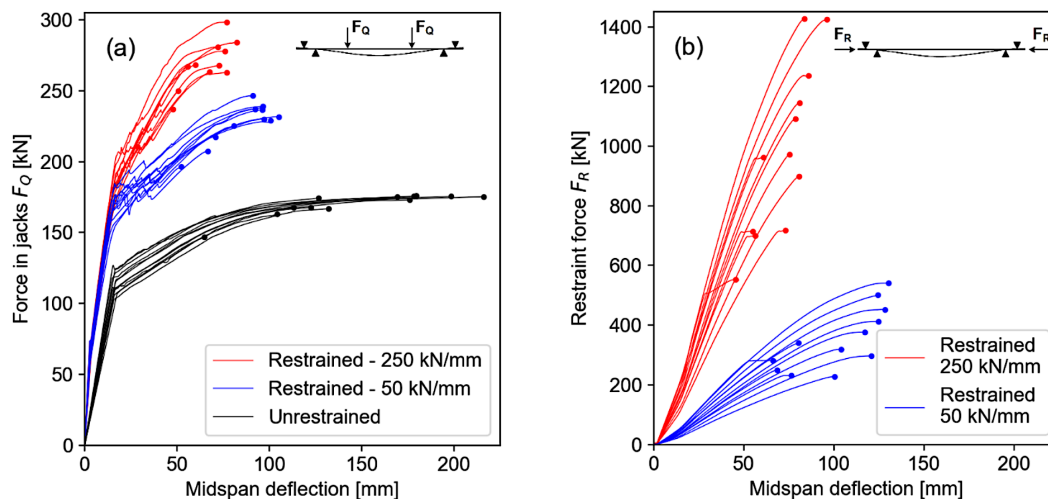 (a)
F_Q F_Q
300
250
200
150
100
50
0
0 50 100 150 200
Force in jacks F_Q [kN]
Midspan deflection [mm]
Restrained - 250 kN/mm
Restrained - 50 kN/mm
Unrestrained
(b)
F_R F_R
1400
1200
1000
800
600
400
200
0
0 50 100 150 200
Restraint force F_R [kN]
Midspan deflection [mm]
Restrained
250 kN/mm
Restrained
50 kN/mm